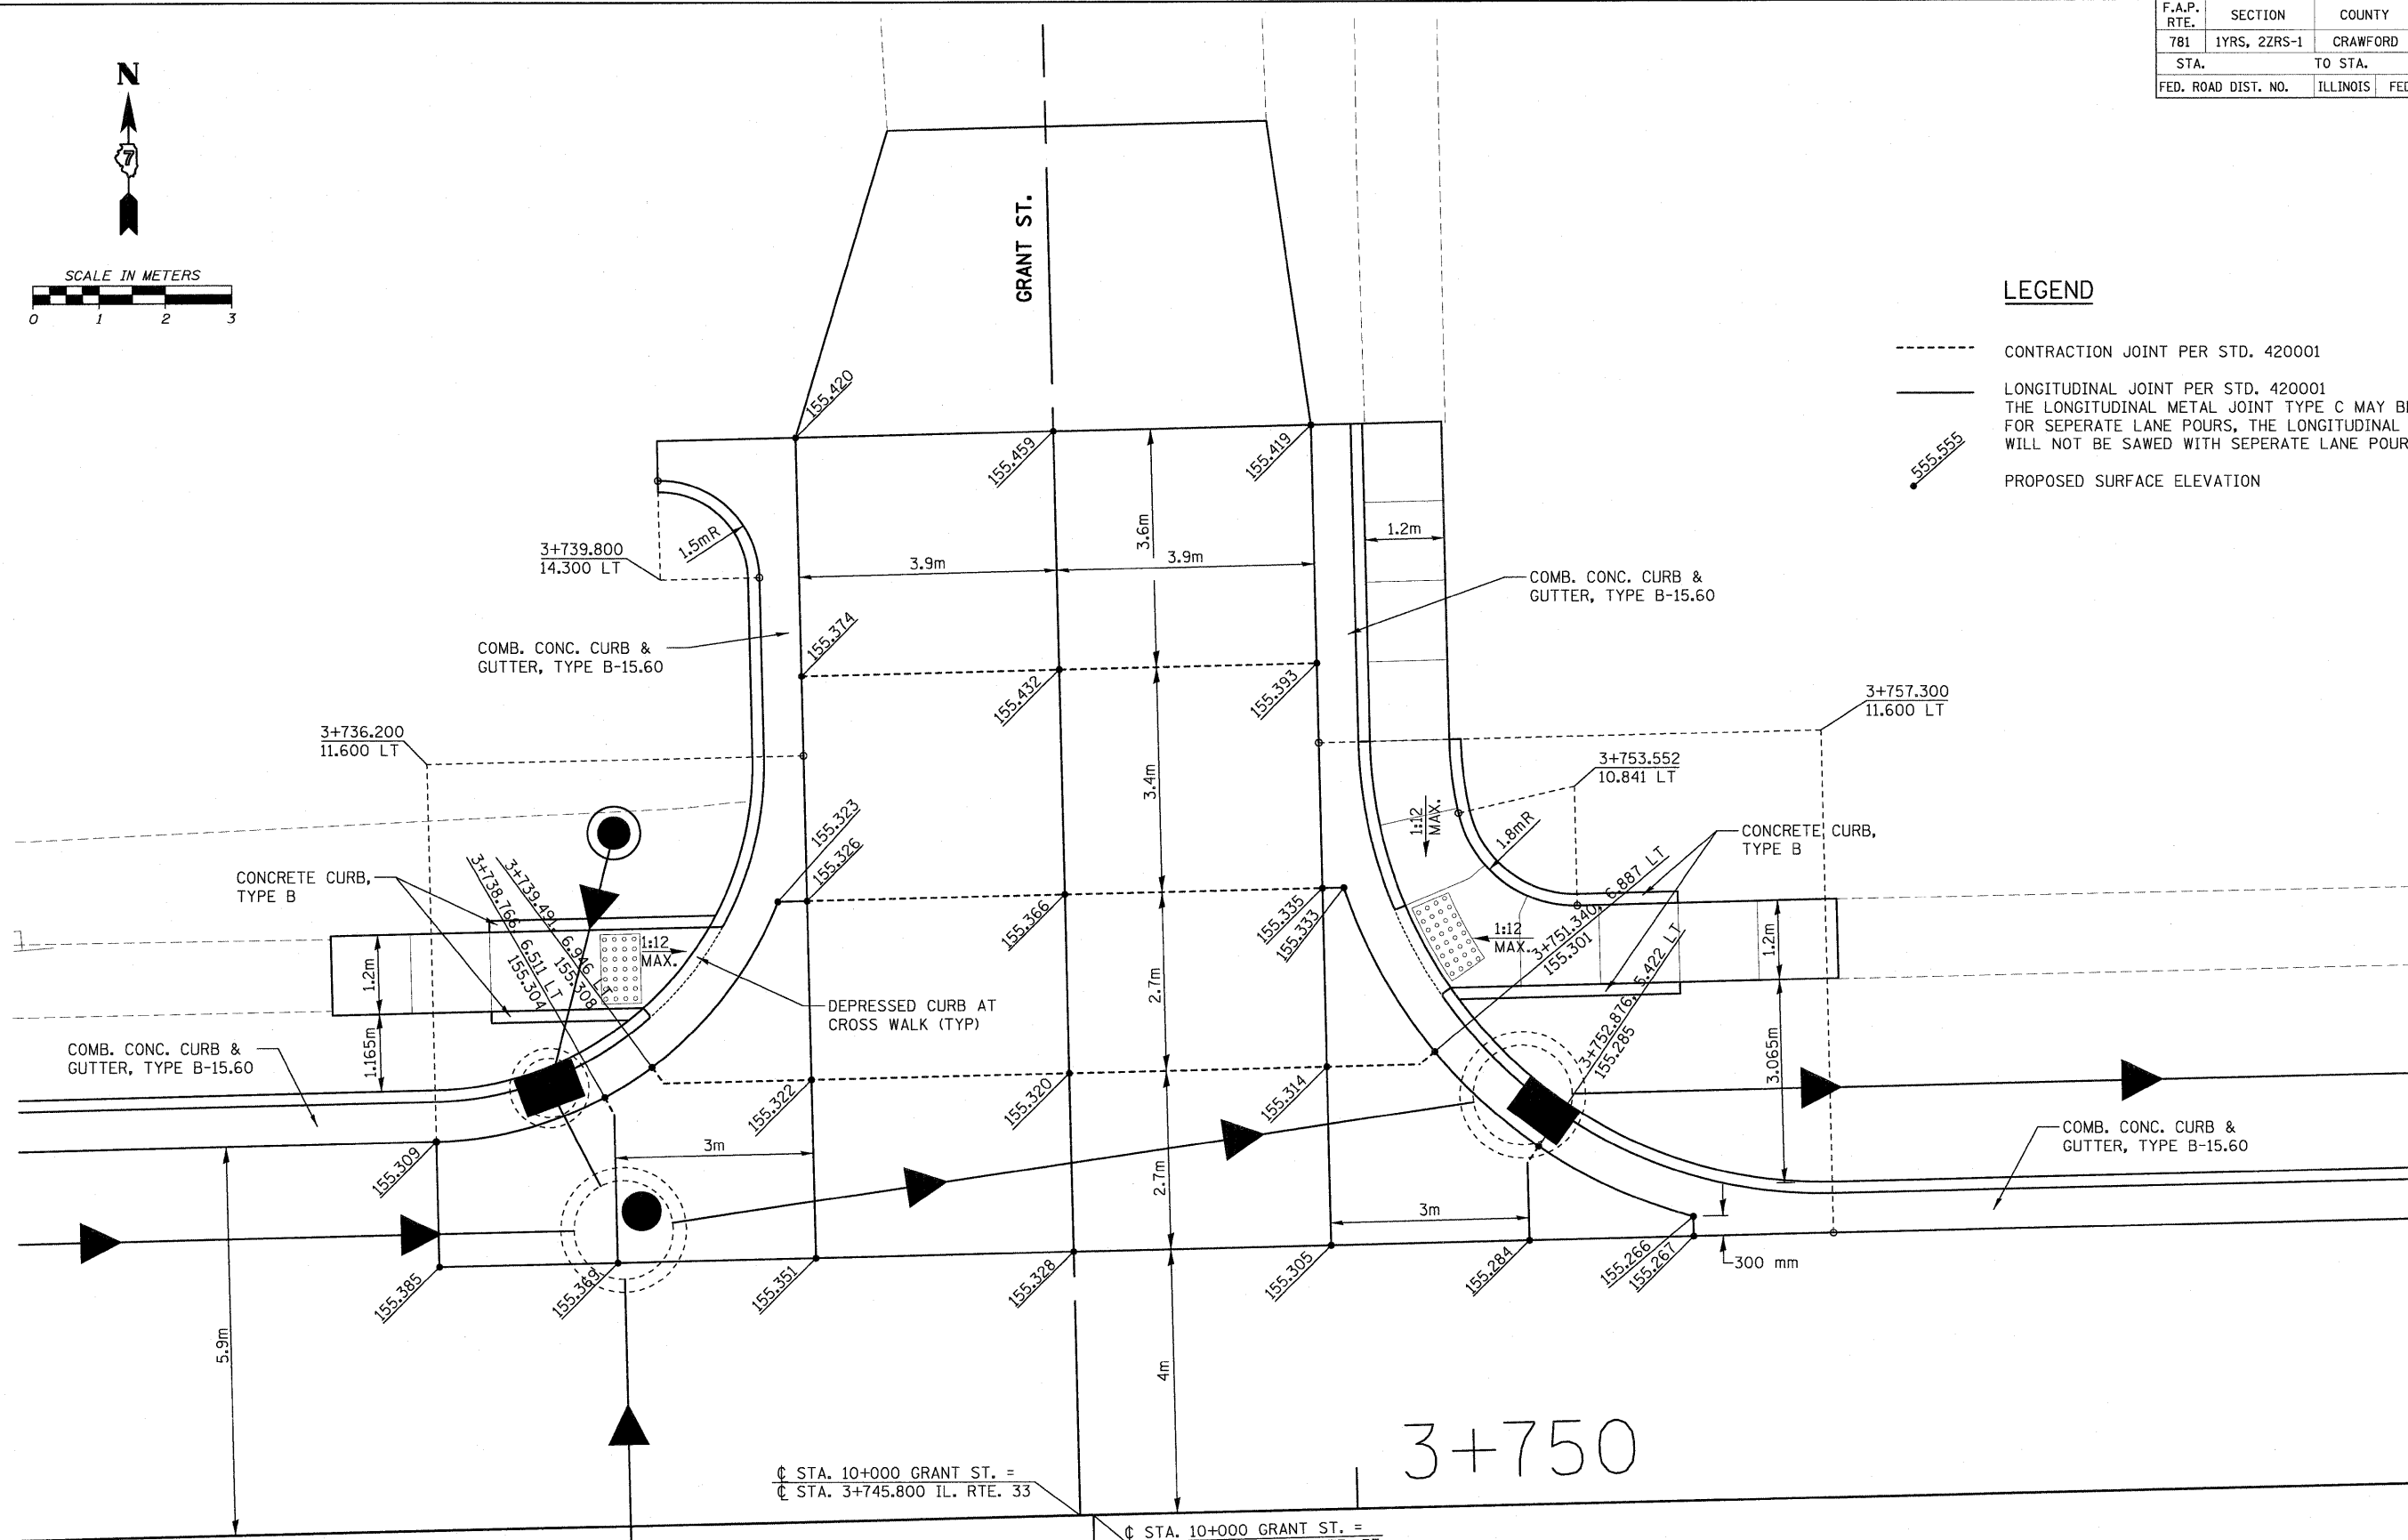 F.A.P. RTE. SECTION COUNTY
781 1YRS, 2ZRS-1 CRAWFORD
STA. TO STA.
FED. ROAD DIST. NO. ILLINOIS FED
N
7
SCALE IN METERS
0 1 2 3
GRANT ST.
LEGEND
CONTRACTION JOINT PER STD. 420001
LONGITUDINAL JOINT PER STD. 420001
THE LONGITUDINAL METAL JOINT TYPE C MAY BE
FOR SEPERATE LANE POURS, THE LONGITUDINAL
WILL NOT BE SAWED WITH SEPERATE LANE POUR
555.555
PROPOSED SURFACE ELEVATION
155.420
155.459
155.419
1.5mR
3.6m
1.2m
3+739.800
14.300 LT
3.9m
3.9m
COMB. CONC. CURB &
GUTTER, TYPE B-15.60
COMB. CONC. CURB &
GUTTER, TYPE B-15.60
155.374
155.432
155.393
3+736.200
11.600 LT
3+757.300
11.600 LT
3+753.552
10.841 LT
3.4m
1:12
MAX.
1.8mR
CONCRETE CURB,
TYPE B
CONCRETE CURB,
TYPE B
155.323
155.326
155.366
155.335
155.333
3+738.766, 6.511 LT
155.304
3+739.491, 6.946 LT
155.308
1:12
MAX.
1:12
MAX.
3+751.340, 6.887 LT
155.301
3+752.876, 5.422 LT
155.285
1.2m
1.2m
2.7m
DEPRESSED CURB AT
CROSS WALK (TYP)
COMB. CONC. CURB &
GUTTER, TYPE B-15.60
1.165m
3.065m
155.322
155.320
155.314
COMB. CONC. CURB &
GUTTER, TYPE B-15.60
155.309
3m
2.7m
3m
155.385
155.369
155.351
155.328
155.305
155.284
155.266
155.267
300 mm
5.9m
4m
3+750
℄ STA. 10+000 GRANT ST. =
℄ STA. 3+745.800 IL. RTE. 33
℄ STA. 10+000 GRANT ST. =